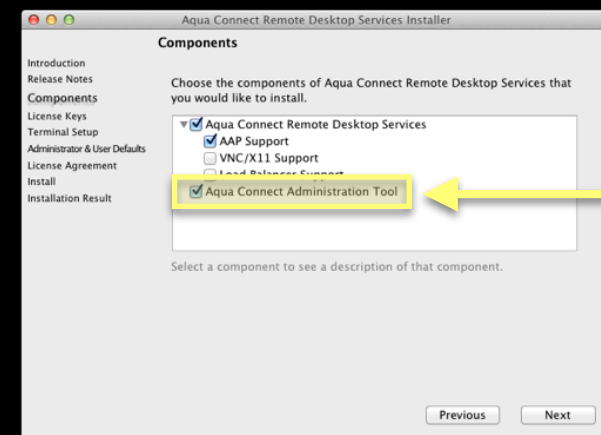 Aqua Connect Remote Desktop Services Installer
Components
Introduction
Release Notes
Components
License Keys
Terminal Setup
Administrator & User Defaults
License Agreement
Install
Installation Result
Choose the components of Aqua Connect Remote Desktop Services that
you would like to install.
Aqua Connect Remote Desktop Services
AAP Support
VNC/X11 Support
Load Balancer Support
Aqua Connect Administration Tool
Select a component to see a description of that component.
Previous
Next